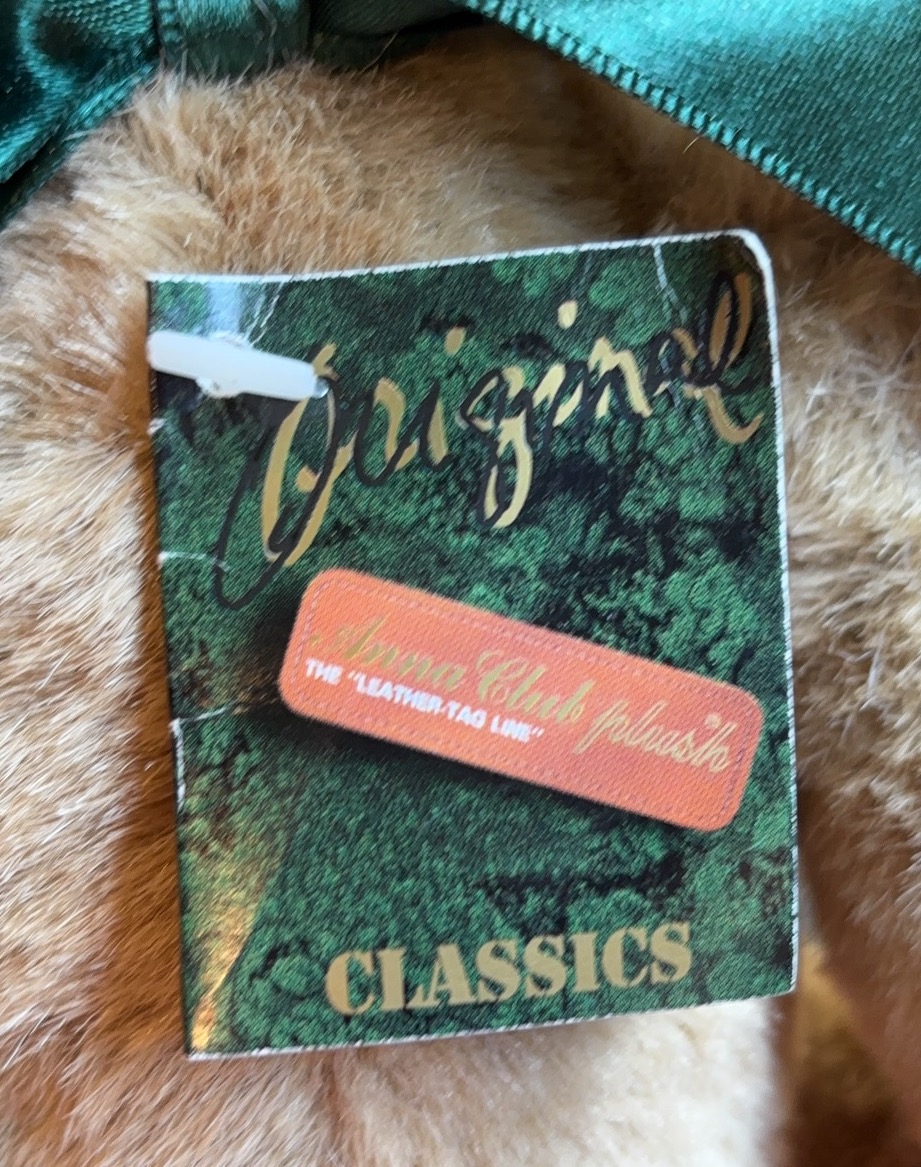 Original
Anna Club plush
THE "LEATHER-TAG LINE"
CLASSICS